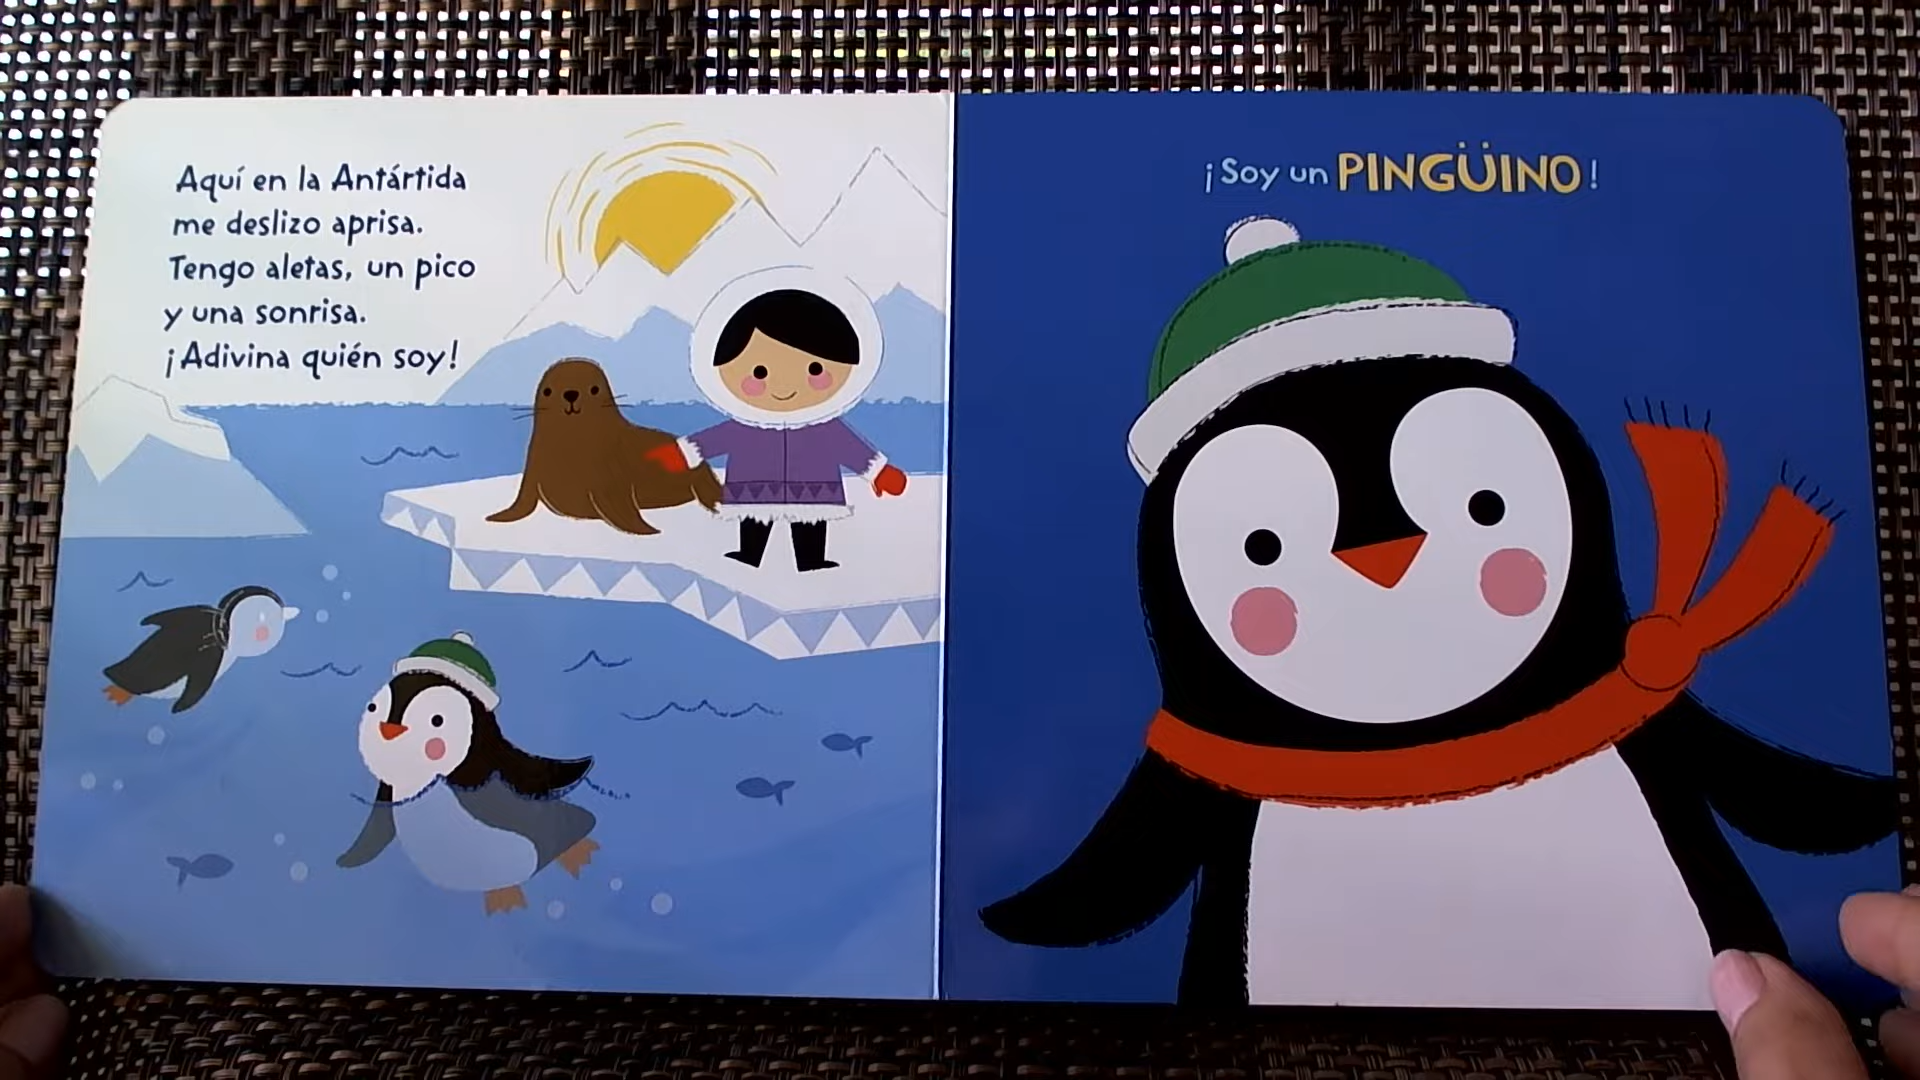 Aquí en la Antártida
me deslizo aprisa.
Tengo aletas, un pico
y una sonrisa.
¡Adivina quién soy!
¡Soy un PINGÜINO!